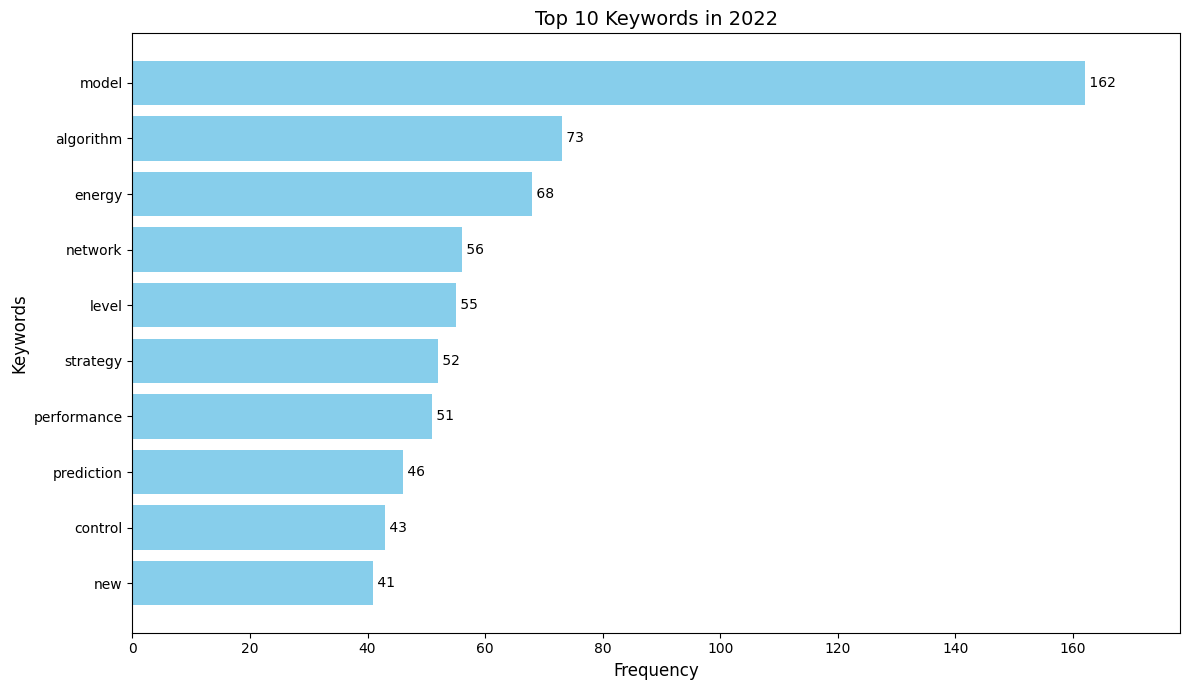 Top 10 Keywords in 2022
Keywords
model 162
algorithm 73
energy 68
network 56
level 55
strategy 52
performance 51
prediction 46
control 43
new 41
0 20 40 60 80 100 120 140 160
Frequency